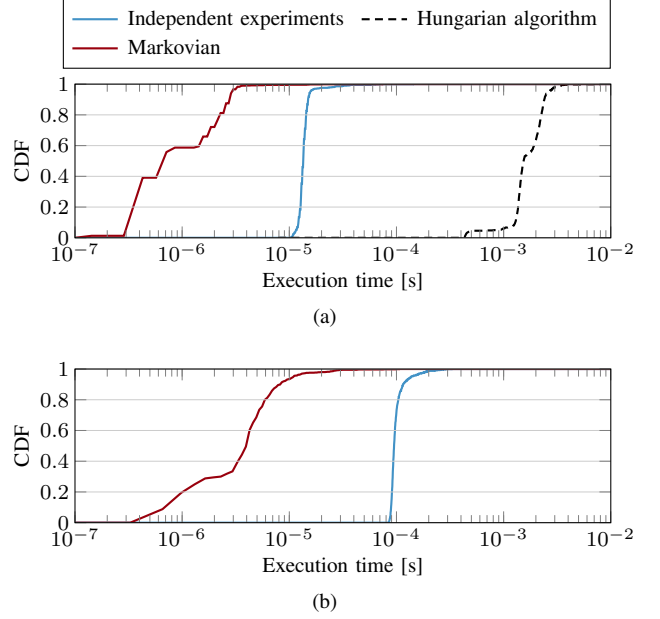 Independent experiments
Hungarian algorithm
Markovian
1
0.8
0.6
0.4
0.2
0
CDF
10⁻⁷ 10⁻⁶ 10⁻⁵ 10⁻⁴ 10⁻³ 10⁻²
Execution time [s]
(a)
1
0.8
0.6
0.4
0.2
0
CDF
10⁻⁷ 10⁻⁶ 10⁻⁵ 10⁻⁴ 10⁻³ 10⁻²
Execution time [s]
(b)